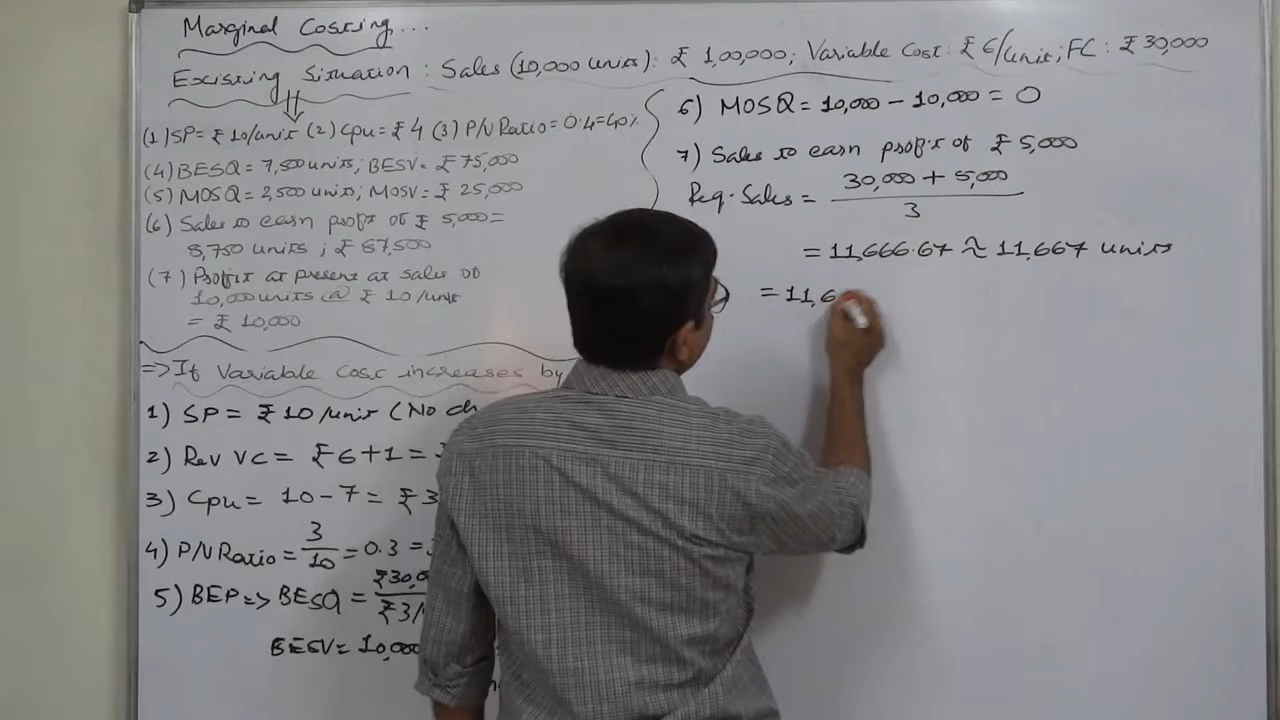 Marginal Costing...
Existing Situation : Sales (10,000 units) : ₹ 1,00,000; Variable Cost : ₹ 6/unit; FC : ₹ 30,000
(1) SP = ₹ 10/unit (2) Cpu = ₹ 4 (3) P/V Ratio = 0.4 = 40%
(4) BESQ = 7,500 units; BESV = ₹ 75,000
(5) MOSQ = 2,500 units; MOSV = ₹ 25,000
(6) Sales to earn profit of ₹ 5,000 =
8,750 units ; ₹ 87,500
(7) Profit at present at sales of
10,000 units @ ₹ 10/unit
= ₹ 10,000
=> If Variable Cost increases by
1) SP = ₹ 10/unit (No ch
2) Rev VC = ₹6 + 1 =
3) Cpu = 10 - 7 = ₹3
4) P/V Ratio = 3/10 = 0.3 =
5) BEP => BESQ = ₹30,0 / ₹3/
BESV = 10,000
6) MOSQ = 10,000 - 10,000 = 0
7) Sales to earn profit of ₹ 5,000
Req. Sales = 30,000 + 5,000 / 3
= 11,666.67 ≈ 11,667 units
= 11,6